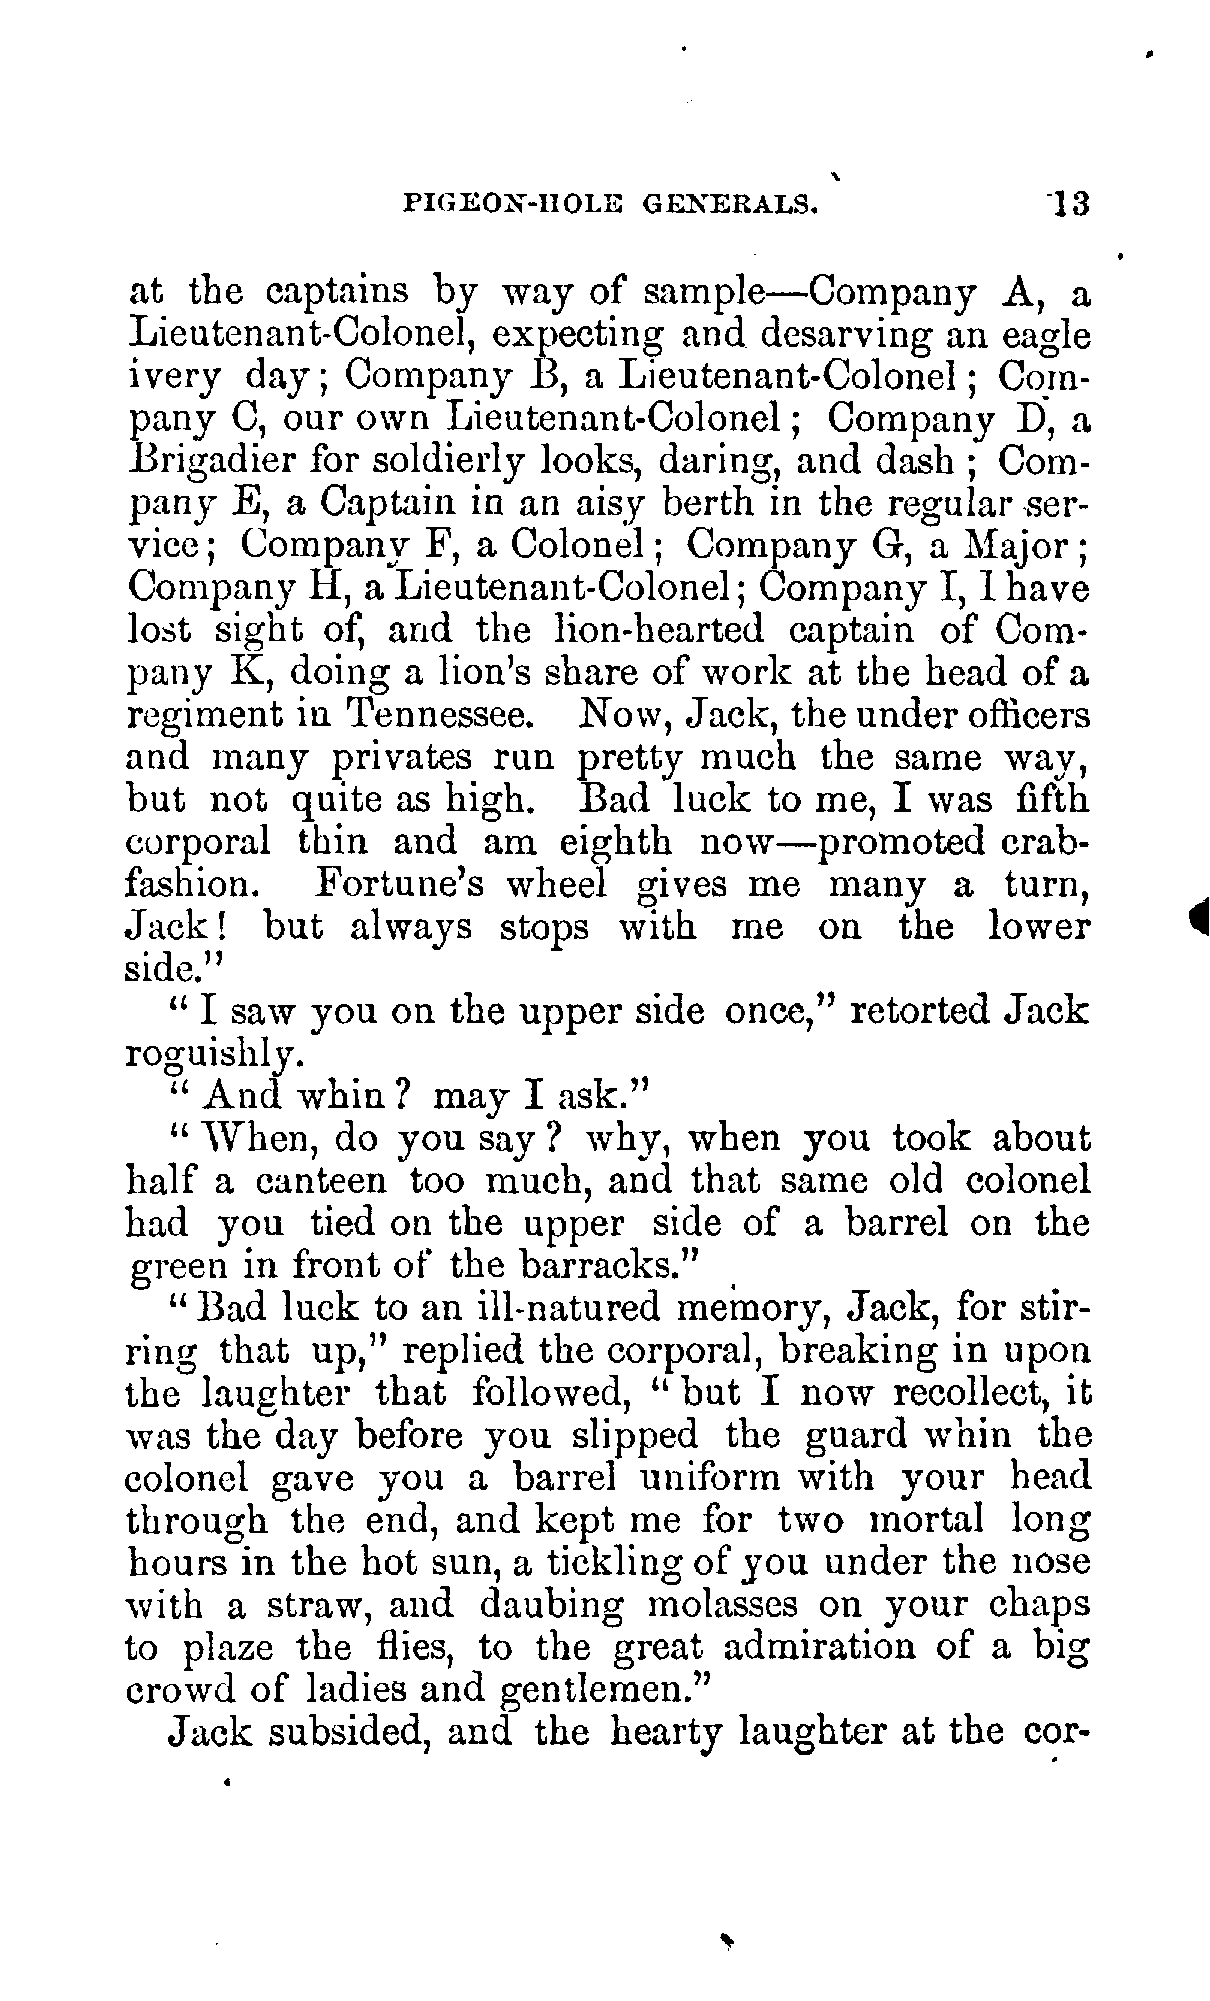 PIGEON-HOLE GENERALS. 13
at the captains by way of sample—Company A, a
Lieutenant-Colonel, expecting and desarving an eagle
ivery day; Company B, a Lieutenant-Colonel; Com-
pany C, our own Lieutenant-Colonel; Company D, a
Brigadier for soldierly looks, daring, and dash; Com-
pany E, a Captain in an aisy berth in the regular ser-
vice; Company F, a Colonel; Company G, a Major;
Company H, a Lieutenant-Colonel; Company I, I have
lost sight of, and the lion-hearted captain of Com-
pany K, doing a lion's share of work at the head of a
regiment in Tennessee. Now, Jack, the under officers
and many privates run pretty much the same way,
but not quite as high. Bad luck to me, I was fifth
corporal thin and am eighth now—promoted crab-
fashion. Fortune's wheel gives me many a turn,
Jack! but always stops with me on the lower
side."
"I saw you on the upper side once," retorted Jack
roguishly.
"And whin? may I ask."
"When, do you say? why, when you took about
half a canteen too much, and that same old colonel
had you tied on the upper side of a barrel on the
green in front of the barracks."
"Bad luck to an ill-natured memory, Jack, for stir-
ring that up," replied the corporal, breaking in upon
the laughter that followed, "but I now recollect, it
was the day before you slipped the guard whin the
colonel gave you a barrel uniform with your head
through the end, and kept me for two mortal long
hours in the hot sun, a tickling of you under the nose
with a straw, and daubing molasses on your chaps
to plaze the flies, to the great admiration of a big
crowd of ladies and gentlemen."
Jack subsided, and the hearty laughter at the cor-